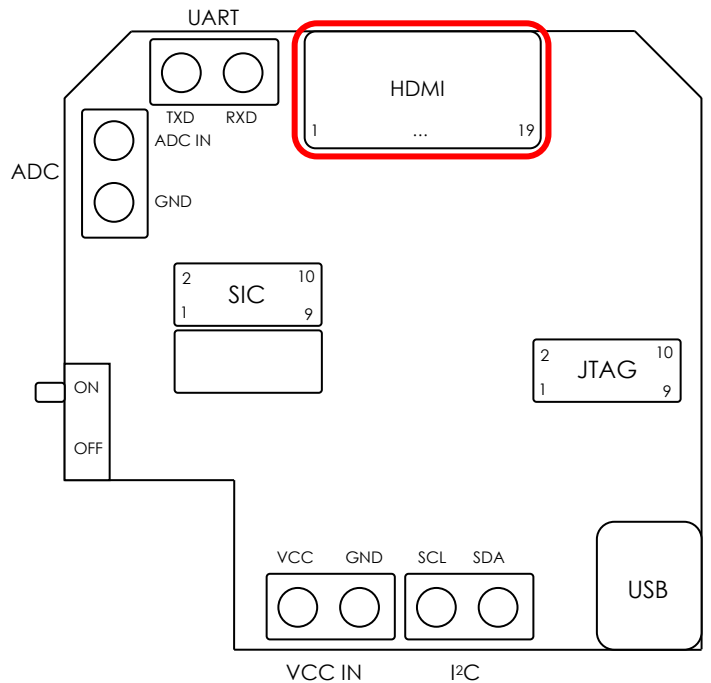 UART
HDMI
1 ... 19
TXD RXD
ADC IN
ADC
GND
2 10
SIC
1 9
2 10
JTAG
1 9
ON
OFF
VCC GND SCL SDA
USB
VCC IN I²C